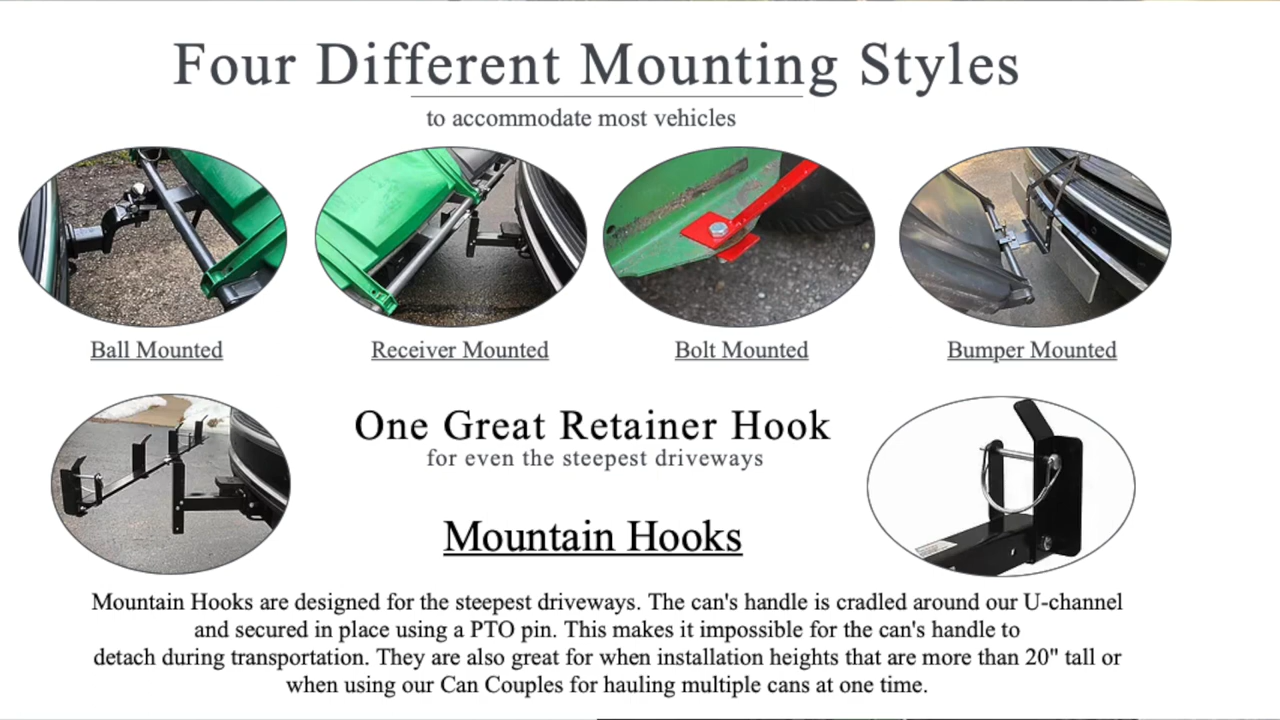 Four Different Mounting Styles
to accommodate most vehicles
Ball Mounted
Receiver Mounted
Bolt Mounted
Bumper Mounted
One Great Retainer Hook
for even the steepest driveways
Mountain Hooks
Mountain Hooks are designed for the steepest driveways. The can's handle is cradled around our U-channel
and secured in place using a PTO pin. This makes it impossible for the can's handle to
detach during transportation. They are also great for when installation heights that are more than 20" tall or
when using our Can Couples for hauling multiple cans at one time.